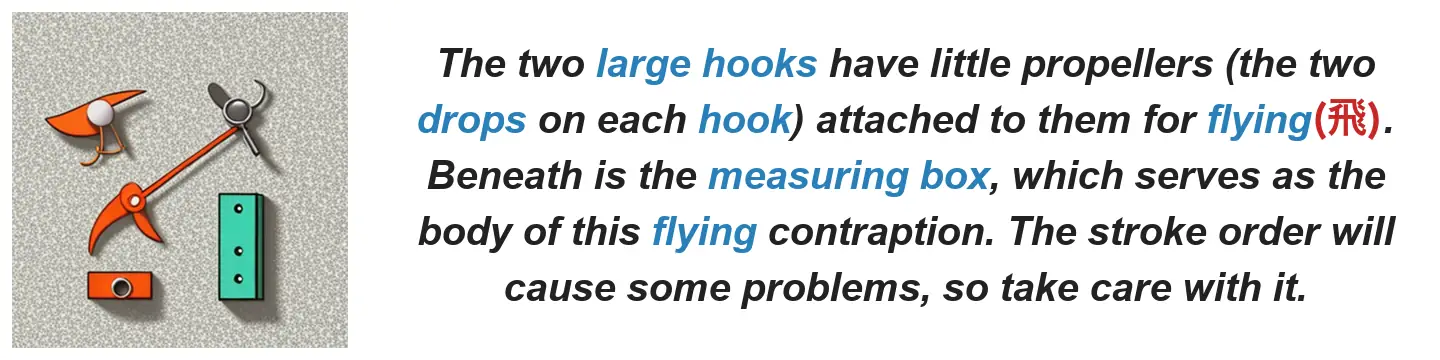 The two large hooks have little propellers (the two
drops on each hook) attached to them for flying(飛).
Beneath is the measuring box, which serves as the
body of this flying contraption. The stroke order will
cause some problems, so take care with it.